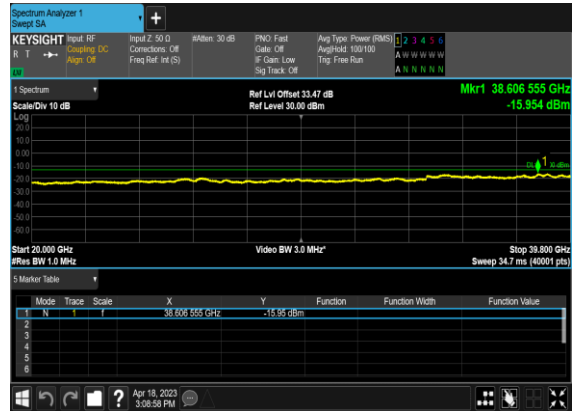 Spectrum Analyzer 1
Swept SA
+
KEYSIGHT Input: RF Input Z: 50 Ω #Atten: 30 dB PNO: Fast Avg Type: Power (RMS) 1 2 3 4 5 6
R T Coupling: DC Corrections: Off Gate: Off Avg|Hold: 100/100 A W W W W W
Align: Off Freq Ref: Int (S) IF Gain: Low Trig: Free Run
Sig Track: Off A N N N N N
1 Spectrum Ref Lvl Offset 33.47 dB Mkr1 38.606 555 GHz
Scale/Div 10 dB Ref Level 30.00 dBm -15.954 dBm
Log
20.0
10.0
0.00
-10.0
1
-20.0
-30.0
-40.0
-50.0
-60.0
Start 20.000 GHz Video BW 3.0 MHz* Stop 39.800 GHz
#Res BW 1.0 MHz Sweep 34.7 ms (40001 pts)
5 Marker Table
Mode Trace Scale X Y Function Function Width Function Value
1 N 1 f 38.606 555 GHz -15.95 dBm
2
3
4
5
6
? Apr 18, 2023
3:08:58 PM